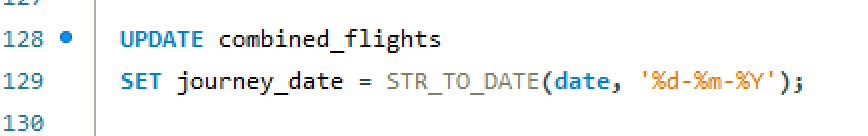 127
128 UPDATE combined_flights
129 SET journey_date = STR_TO_DATE(date, '%d-%m-%Y');
130